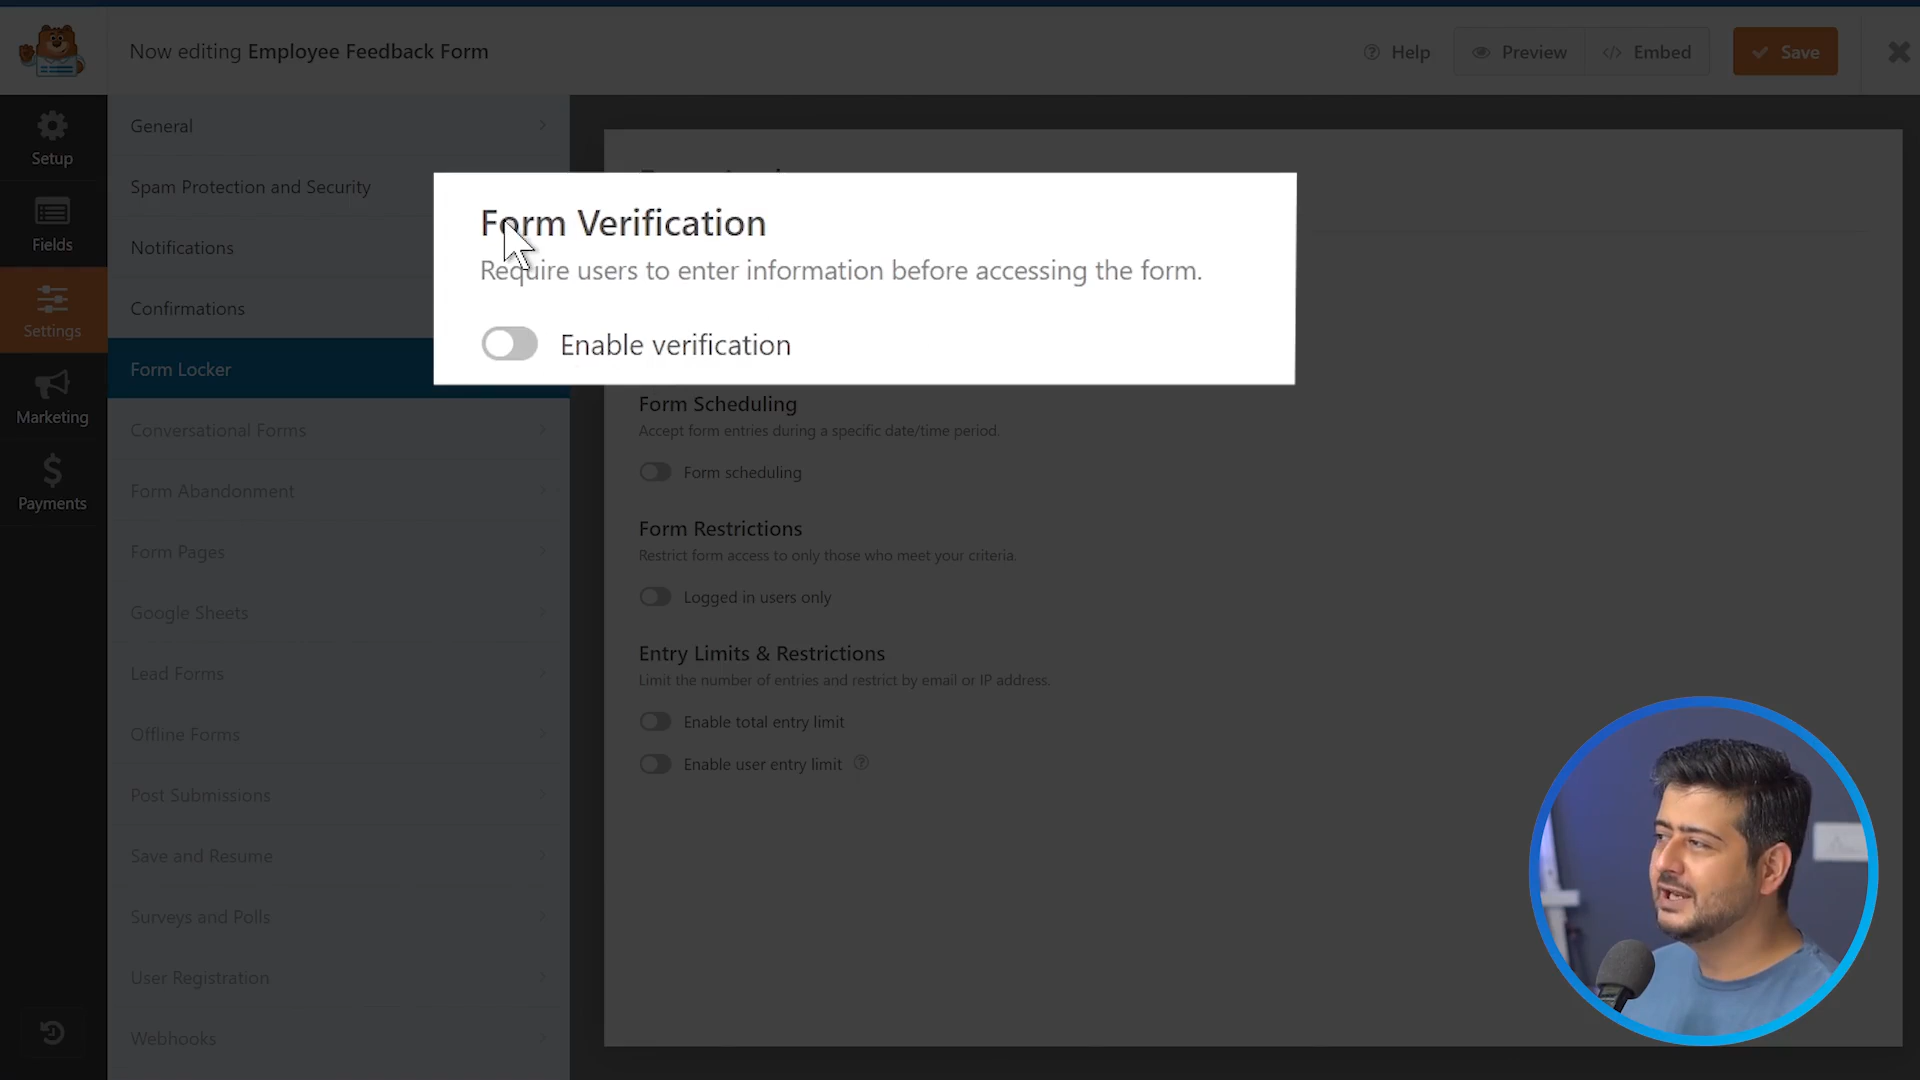 Now editing Employee Feedback Form
Help
Preview
Embed
Save
Setup
Fields
Settings
Marketing
Payments
General
Spam Protection and Security
Notifications
Confirmations
Form Locker
Conversational Forms
Form Abandonment
Form Pages
Google Sheets
Lead Forms
Offline Forms
Post Submissions
Save and Resume
Surveys and Polls
User Registration
Webhooks
Form Verification
Require users to enter information before accessing the form.
Enable verification
Form Scheduling
Accept form entries during a specific date/time period.
Form scheduling
Form Restrictions
Restrict form access to only those who meet your criteria.
Logged in users only
Entry Limits & Restrictions
Limit the number of entries and restrict by email or IP address.
Enable total entry limit
Enable user entry limit